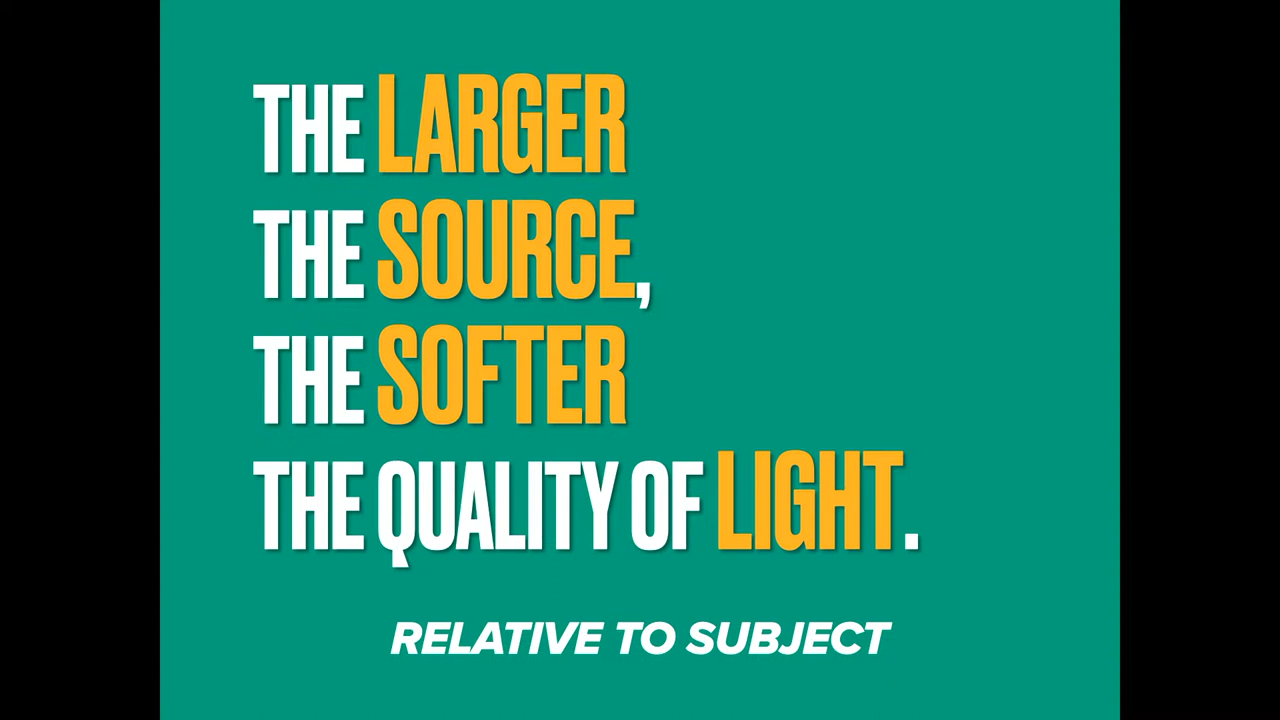 THE LARGER
THE SOURCE,
THE SOFTER
THE QUALITY OF LIGHT.
RELATIVE TO SUBJECT